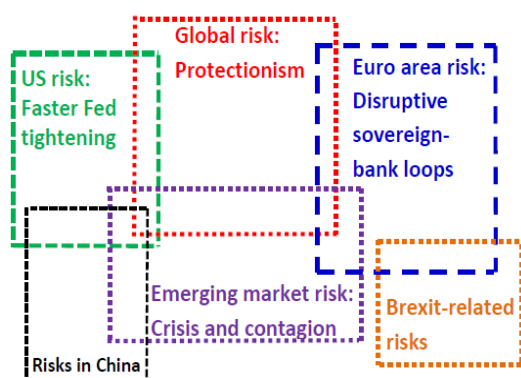 Global risk:
Protectionism
US risk:
Faster Fed
tightening
Euro area risk:
Disruptive
sovereign-
bank loops
Emerging market risk:
Crisis and contagion
Brexit-related
risks
Risks in China